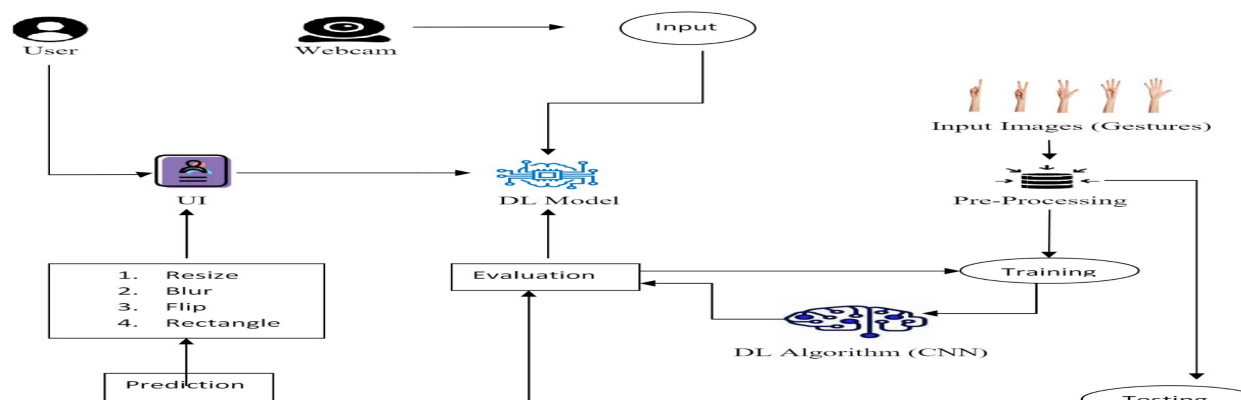 User
Webcam
Input
Input Images (Gestures)
UI
DL Model
Pre-Processing
1. Resize
2. Blur
3. Flip
4. Rectangle
Evaluation
Training
DL Algorithm (CNN)
Prediction
Testing